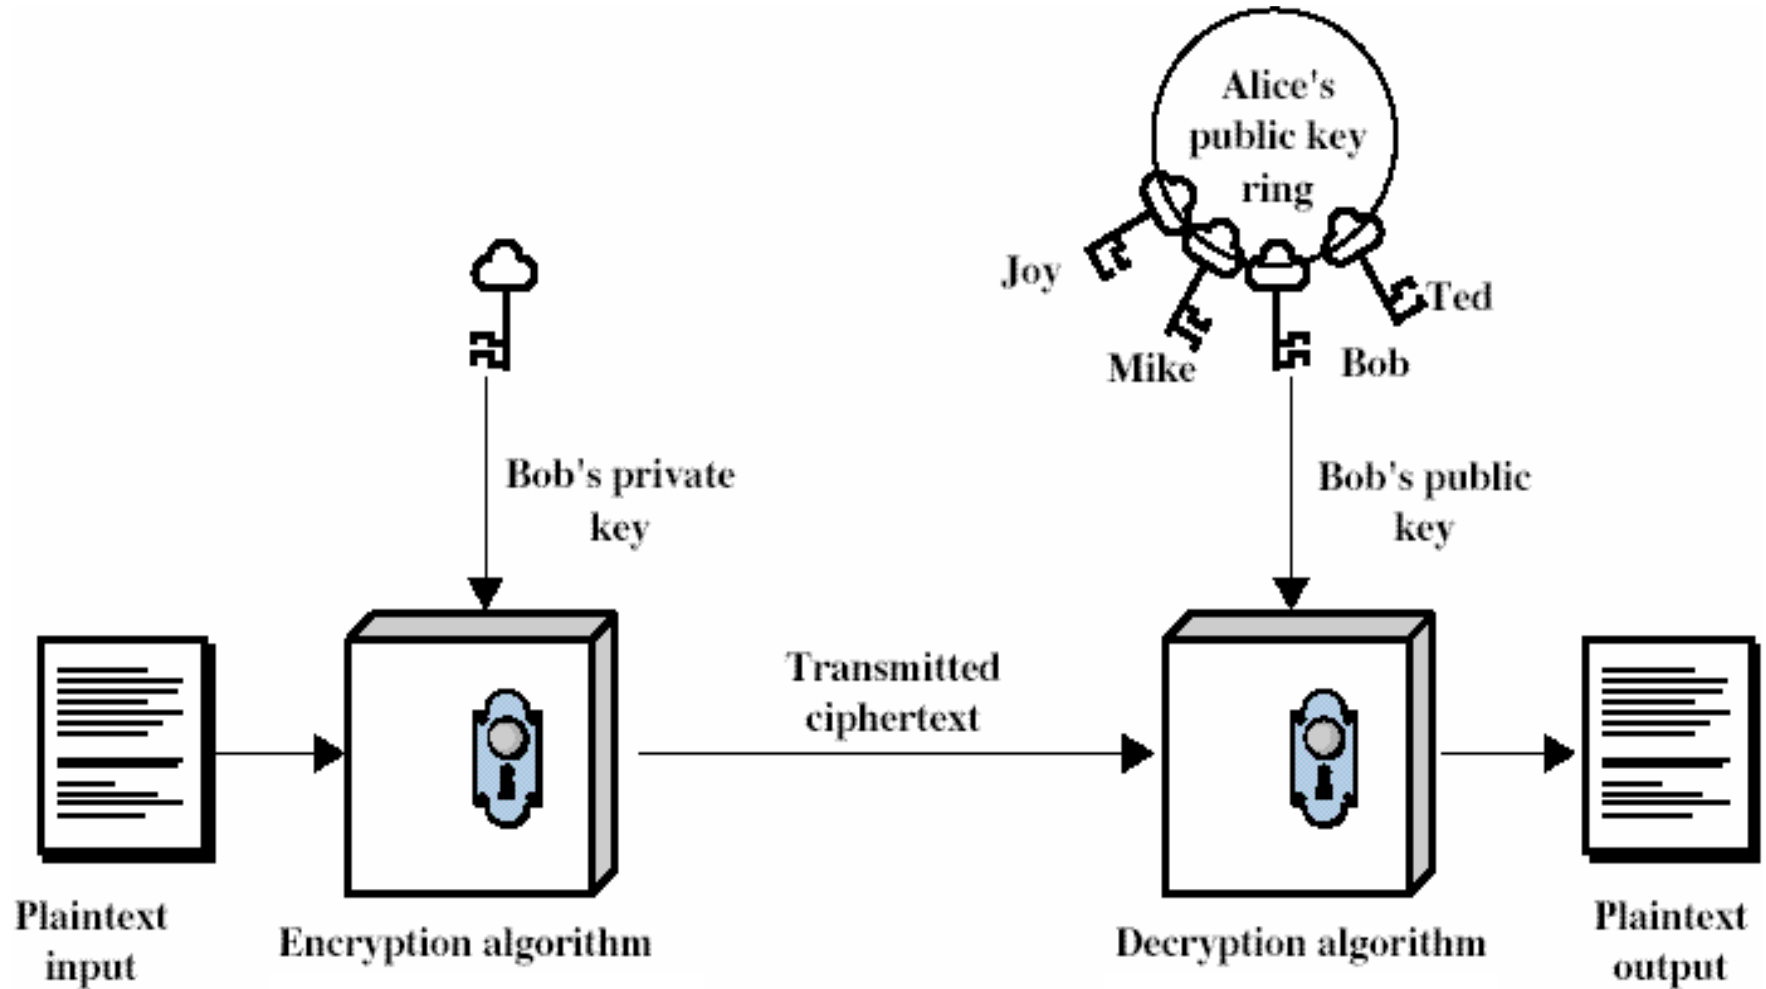 Alice's
public key
ring
Joy
Mike
Bob
Ted
Bob's private
key
Bob's public
key
Transmitted
ciphertext
Plaintext
input
Encryption algorithm
Decryption algorithm
Plaintext
output